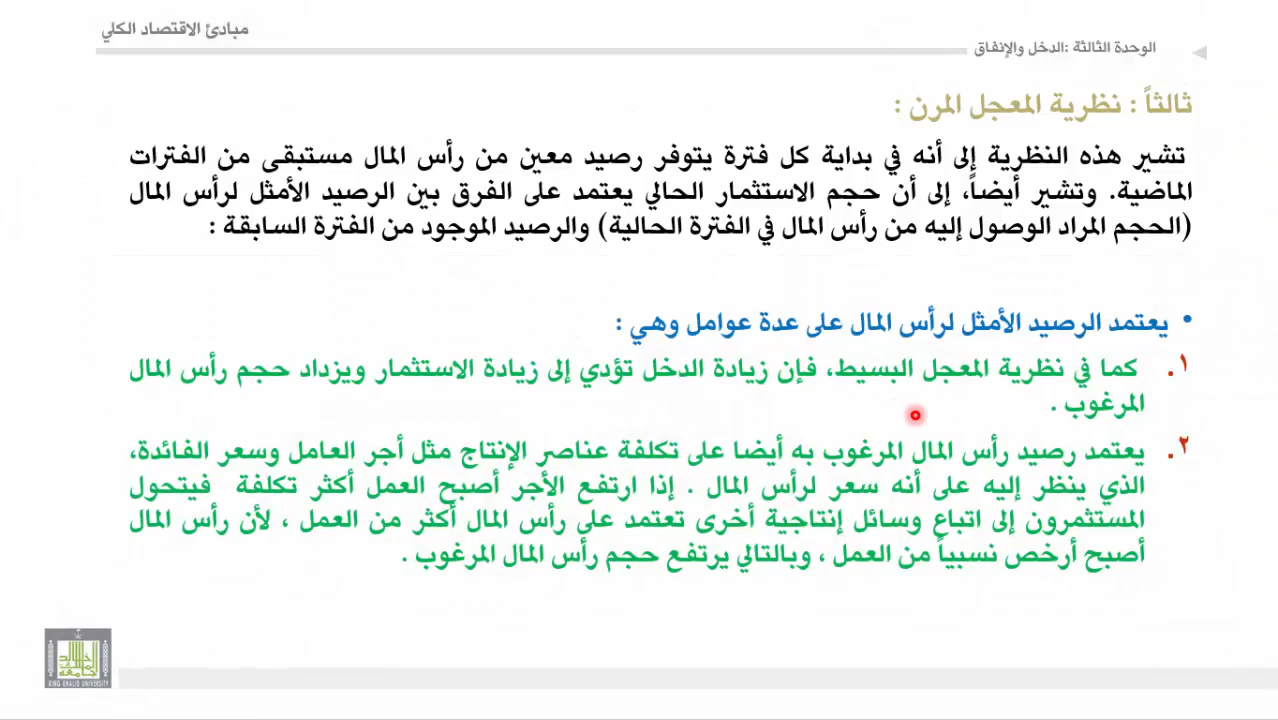 مبادئ الاقتصاد الكلي
الوحدة الثالثة :الدخل والإنفاق
ثالثاً : نظرية المعجل المرن :
تشير هذه النظرية إلى أنه في بداية كل فترة يتوفر رصيد معين من رأس المال مستبقى من الفترات
الماضية. وتشير أيضاً، إلى أن حجم الاستثمار الحالي يعتمد على الفرق بين الرصيد الأمثل لرأس المال
(الحجم المراد الوصول إليه من رأس المال في الفترة الحالية) والرصيد الموجود من الفترة السابقة :
• يعتمد الرصيد الأمثل لرأس المال على عدة عوامل وهي :
١. كما في نظرية المعجل البسيط، فإن زيادة الدخل تؤدي إلى زيادة الاستثمار ويزداد حجم رأس المال
المرغوب .
٢. يعتمد رصيد رأس المال المرغوب به أيضا على تكلفة عناصر الإنتاج مثل أجر العامل وسعر الفائدة،
الذي ينظر إليه على أنه سعر لرأس المال . إذا ارتفع الأجر أصبح العمل أكثر تكلفة فيتحول
المستثمرون إلى اتباع وسائل إنتاجية أخرى تعتمد على رأس المال أكثر من العمل ، لأن رأس المال
أصبح أرخص نسبياً من العمل ، وبالتالي يرتفع حجم رأس المال المرغوب .
KING KHALID UNIVERSITY